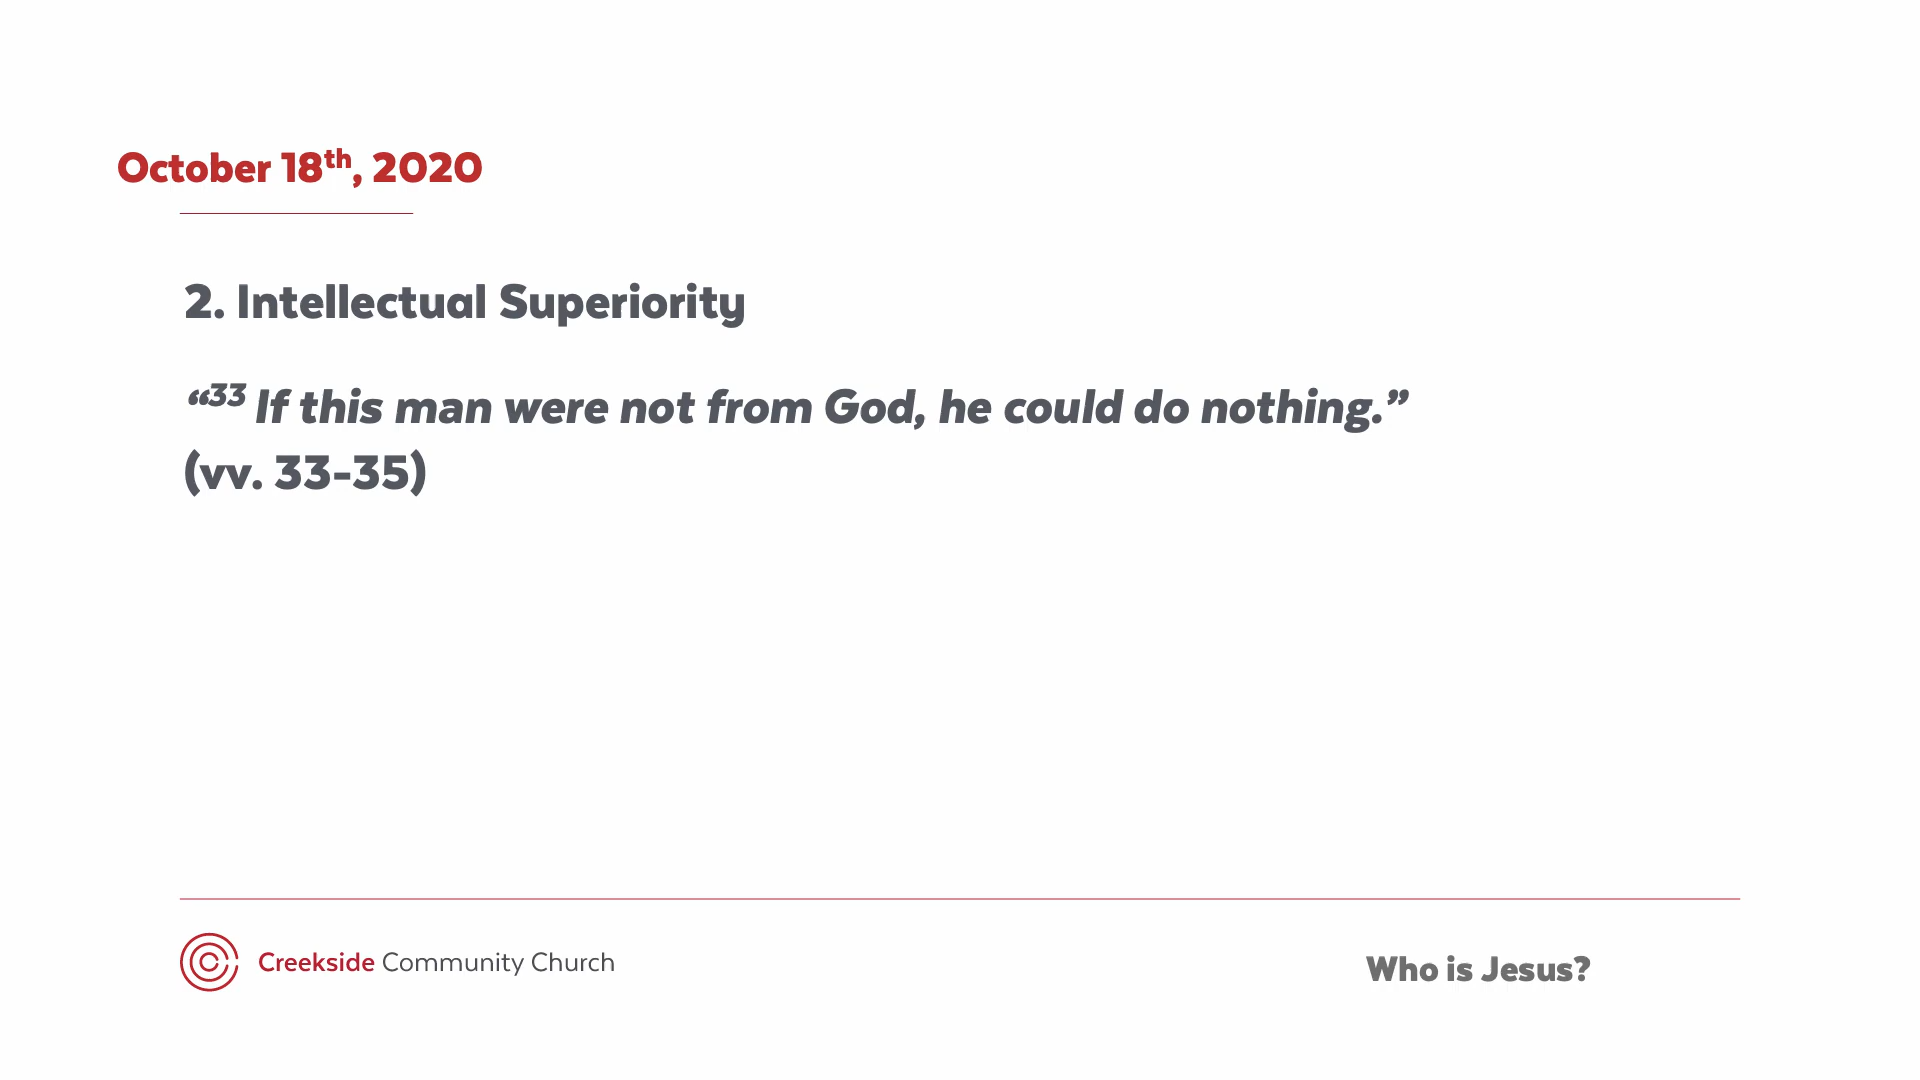 October 18th, 2020
2. Intellectual Superiority
“33 If this man were not from God, he could do nothing.”
(vv. 33-35)
Creekside Community Church
Who is Jesus?